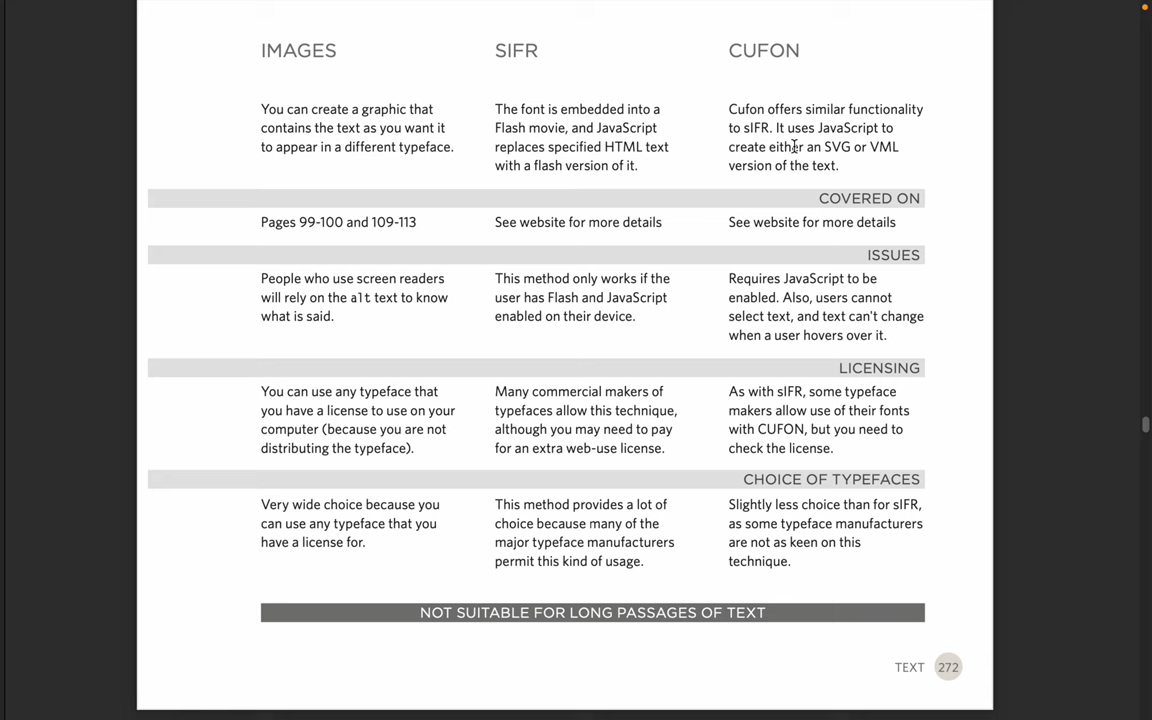 IMAGES
SIFR
CUFON
You can create a graphic that
contains the text as you want it
to appear in a different typeface.
The font is embedded into a
Flash movie, and JavaScript
replaces specified HTML text
with a flash version of it.
Cufon offers similar functionality
to sIFR. It uses JavaScript to
create either an SVG or VML
version of the text.
COVERED ON
Pages 99-100 and 109-113
See website for more details
See website for more details
ISSUES
People who use screen readers
will rely on the alt text to know
what is said.
This method only works if the
user has Flash and JavaScript
enabled on their device.
Requires JavaScript to be
enabled. Also, users cannot
select text, and text can't change
when a user hovers over it.
LICENSING
You can use any typeface that
you have a license to use on your
computer (because you are not
distributing the typeface).
Many commercial makers of
typefaces allow this technique,
although you may need to pay
for an extra web-use license.
As with sIFR, some typeface
makers allow use of their fonts
with CUFON, but you need to
check the license.
CHOICE OF TYPEFACES
Very wide choice because you
can use any typeface that you
have a license for.
This method provides a lot of
choice because many of the
major typeface manufacturers
permit this kind of usage.
Slightly less choice than for sIFR,
as some typeface manufacturers
are not as keen on this
technique.
NOT SUITABLE FOR LONG PASSAGES OF TEXT
TEXT 272